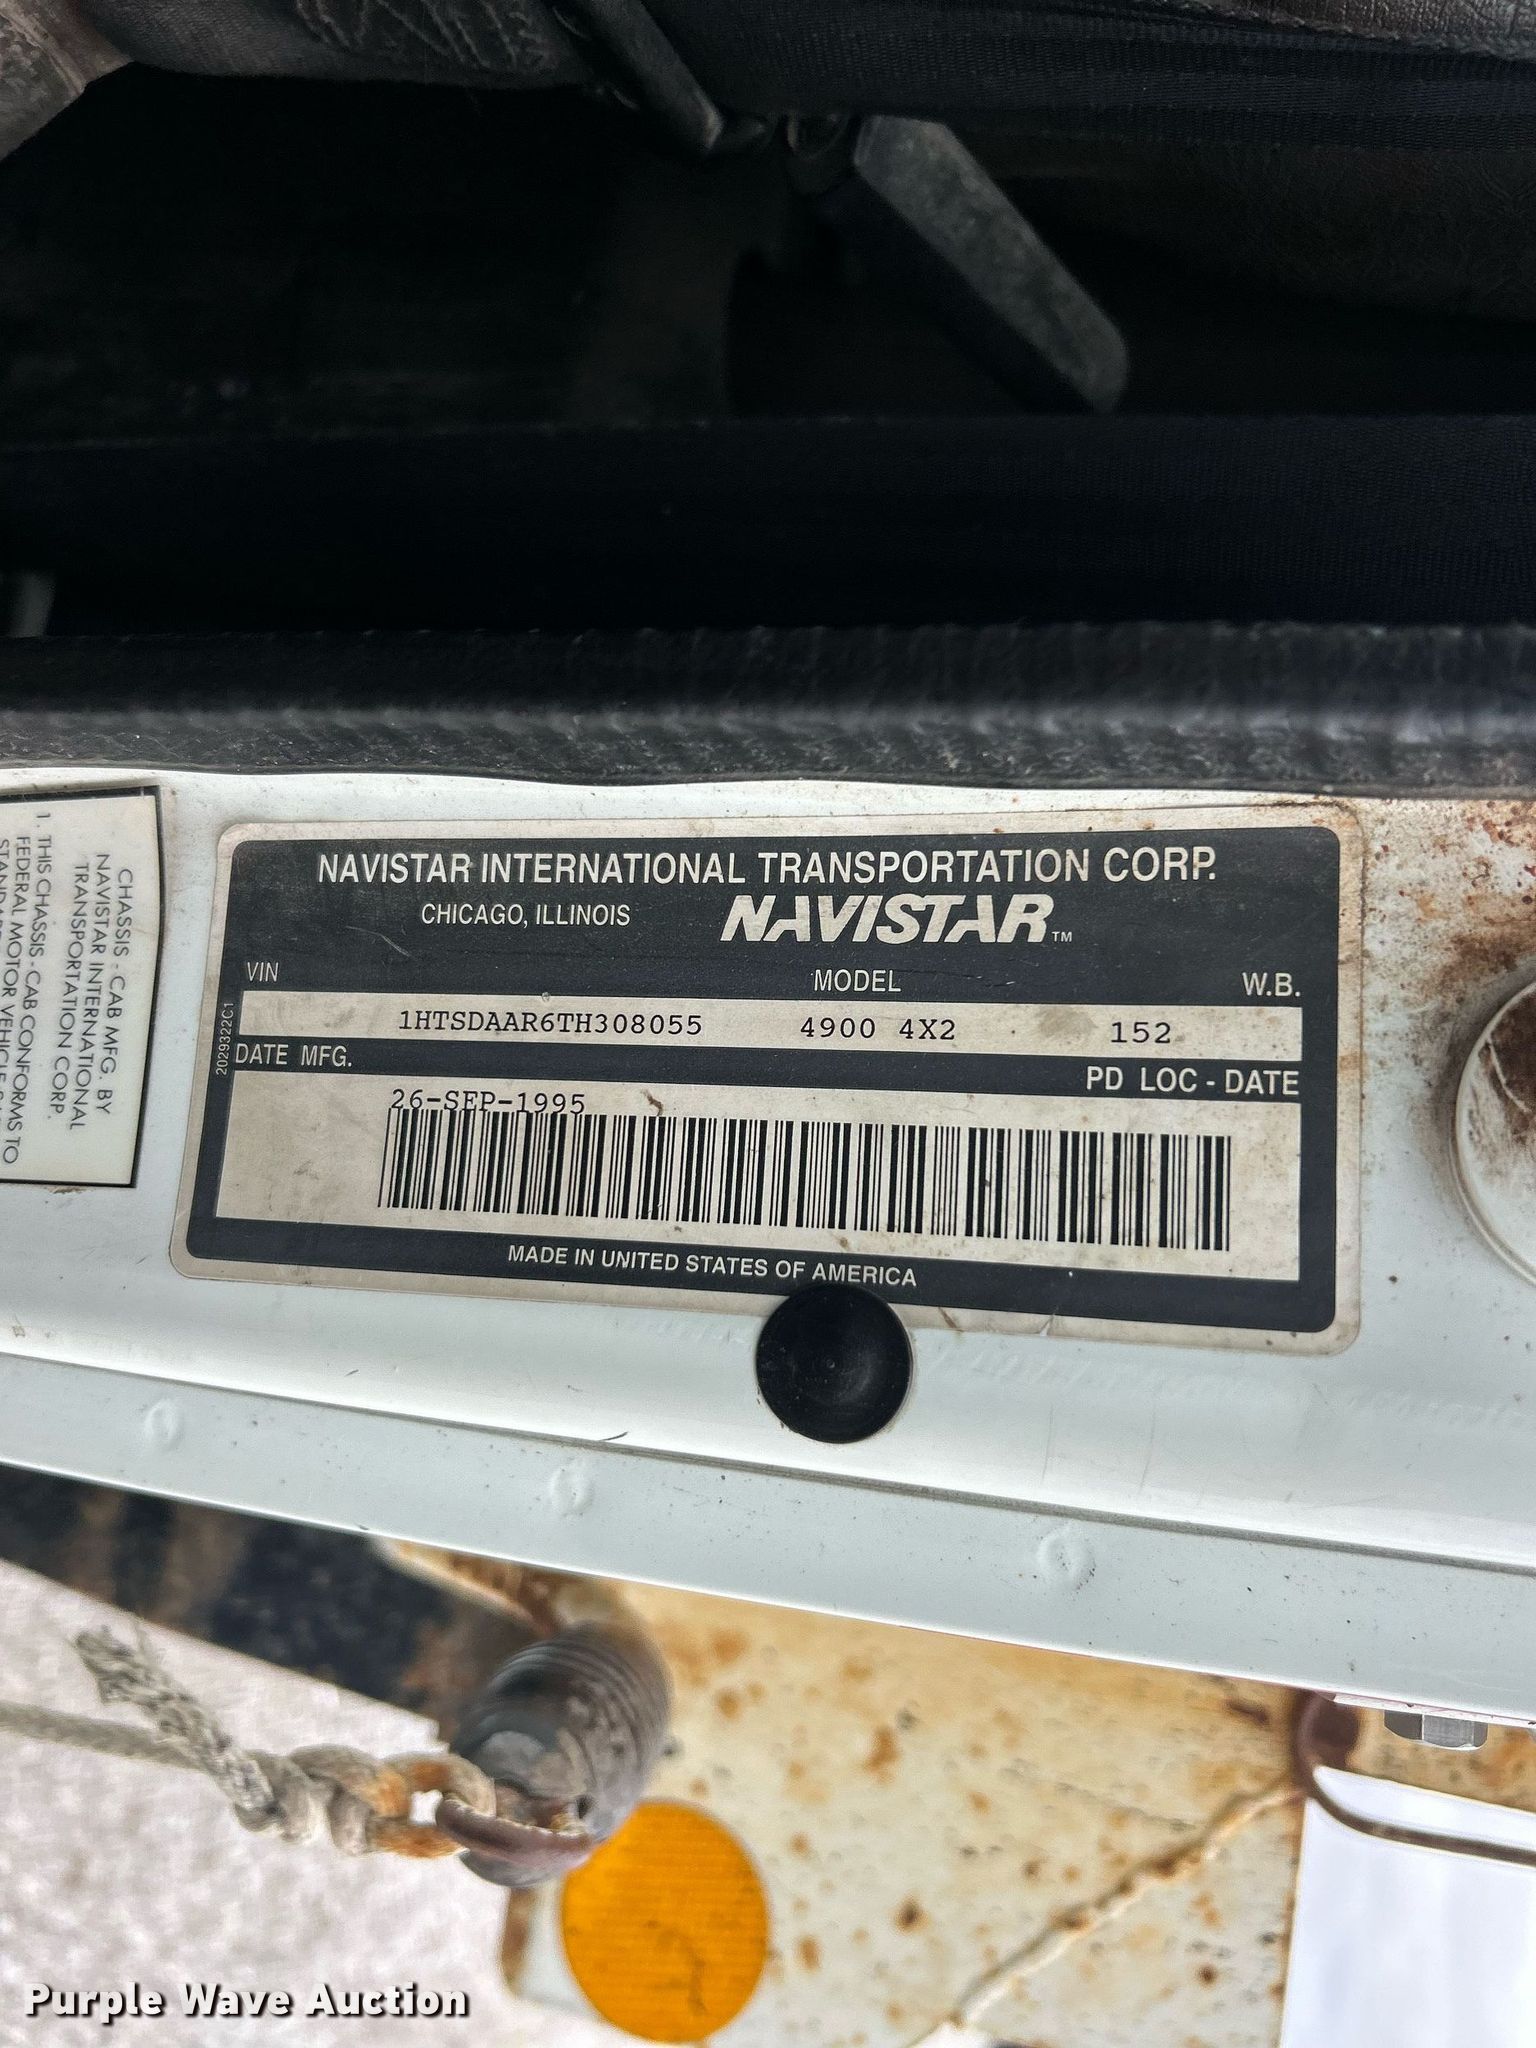 NAVISTAR INTERNATIONAL TRANSPORTATION CORP.
CHICAGO, ILLINOIS NAVISTAR™
VIN MODEL W.B.
1HTSDAAR6TH308055 4900 4X2 152
DATE MFG. PD LOC - DATE
26-SEP-1995
MADE IN UNITED STATES OF AMERICA
2029322C1
CHASSIS - CAB MFG. BY
NAVISTAR INTERNATIONAL
TRANSPORTATION CORP.
1. THIS CHASSIS - CAB CONFORMS TO
FEDERAL MOTOR VEHICLE
Purple Wave Auction